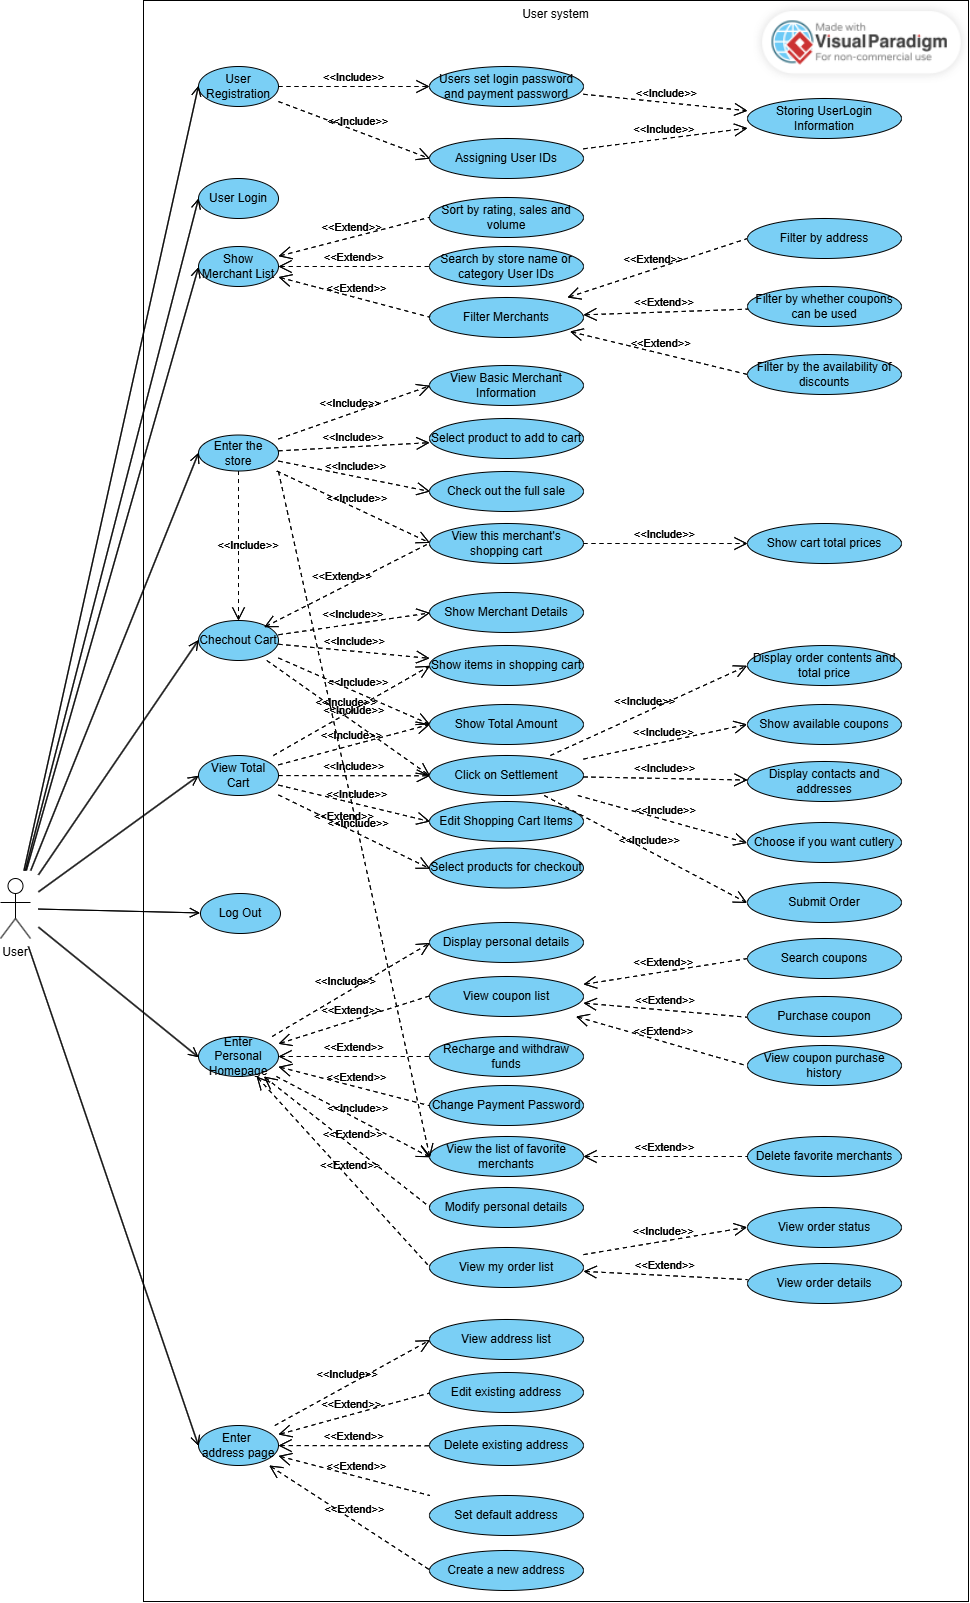 User system
Made with
VisualParadigm
For non-commercial use
User
Registration
<<Include>>
Users set login password
and payment password
<<Include>>
Storing UserLogin
Information
<<Include>>
<<Include>>
Assigning User IDs
User Login
Sort by rating, sales and
volume
<<Extend>>
Show
Merchant List
<<Extend>>
Search by store name or
category User IDs
<<Extend>>
Filter Merchants
Filter by address
<<Extend>>
<<Extend>>
Filter by whether coupons
can be used
<<Extend>>
Filter by the availability of
discounts
Enter the
store
<<Include>>
View Basic Merchant
Information
<<Include>>
Select product to add to cart
<<Include>>
Check out the full sale
<<Include>>
View this merchant's
shopping cart
<<Include>>
Show cart total prices
<<Include>>
<<Extend>>
Chechout Cart
<<Include>>
Show Merchant Details
<<Include>>
Show items in shopping cart
<<Include>>
<<Include>>
<<Include>>
Show Total Amount
<<Include>>
View Total
Cart
<<Include>>
Click on Settlement
<<Include>>
Edit Shopping Cart Items
<<Extend>>
<<Include>>
Select products for checkout
<<Include>>
Display order contents and
total price
<<Include>>
Show available coupons
<<Include>>
Display contacts and
addresses
<<Include>>
Choose if you want cutlery
<<Include>>
Submit Order
User
Log Out
Enter
Personal
Homepage
<<Include>>
Display personal details
<<Extend>>
View coupon list
<<Extend>>
Search coupons
<<Extend>>
Purchase coupon
<<Extend>>
View coupon purchase
history
<<Extend>>
Recharge and withdraw
funds
<<Extend>>
Change Payment Password
<<Include>>
View the list of favorite
merchants
<<Extend>>
Delete favorite merchants
<<Extend>>
Modify personal details
<<Extend>>
View my order list
<<Include>>
View order status
<<Extend>>
View order details
Enter
address page
<<Include>>
View address list
<<Extend>>
Edit existing address
<<Extend>>
Delete existing address
<<Extend>>
Set default address
<<Extend>>
Create a new address